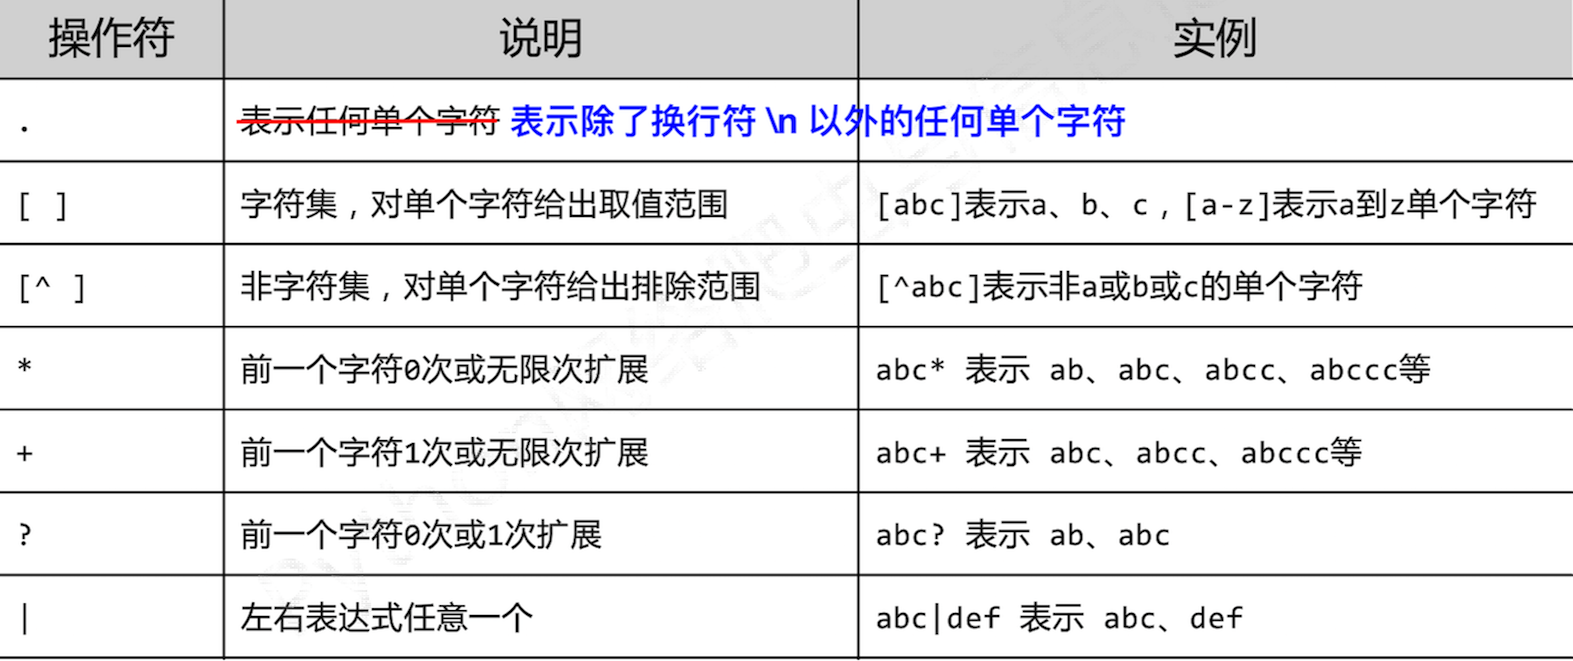 操作符 说明 实例
. 表示任何单个字符 表示除了换行符 \n 以外的任何单个字符
[ ] 字符集，对单个字符给出取值范围 [abc]表示a、b、c，[a-z]表示a到z单个字符
[^ ] 非字符集，对单个字符给出排除范围 [^abc]表示非a或b或c的单个字符
* 前一个字符0次或无限次扩展 abc* 表示 ab、abc、abcc、abccc等
+ 前一个字符1次或无限次扩展 abc+ 表示 abc、abcc、abccc等
? 前一个字符0次或1次扩展 abc? 表示 ab、abc
| 左右表达式任意一个 abc|def 表示 abc、def